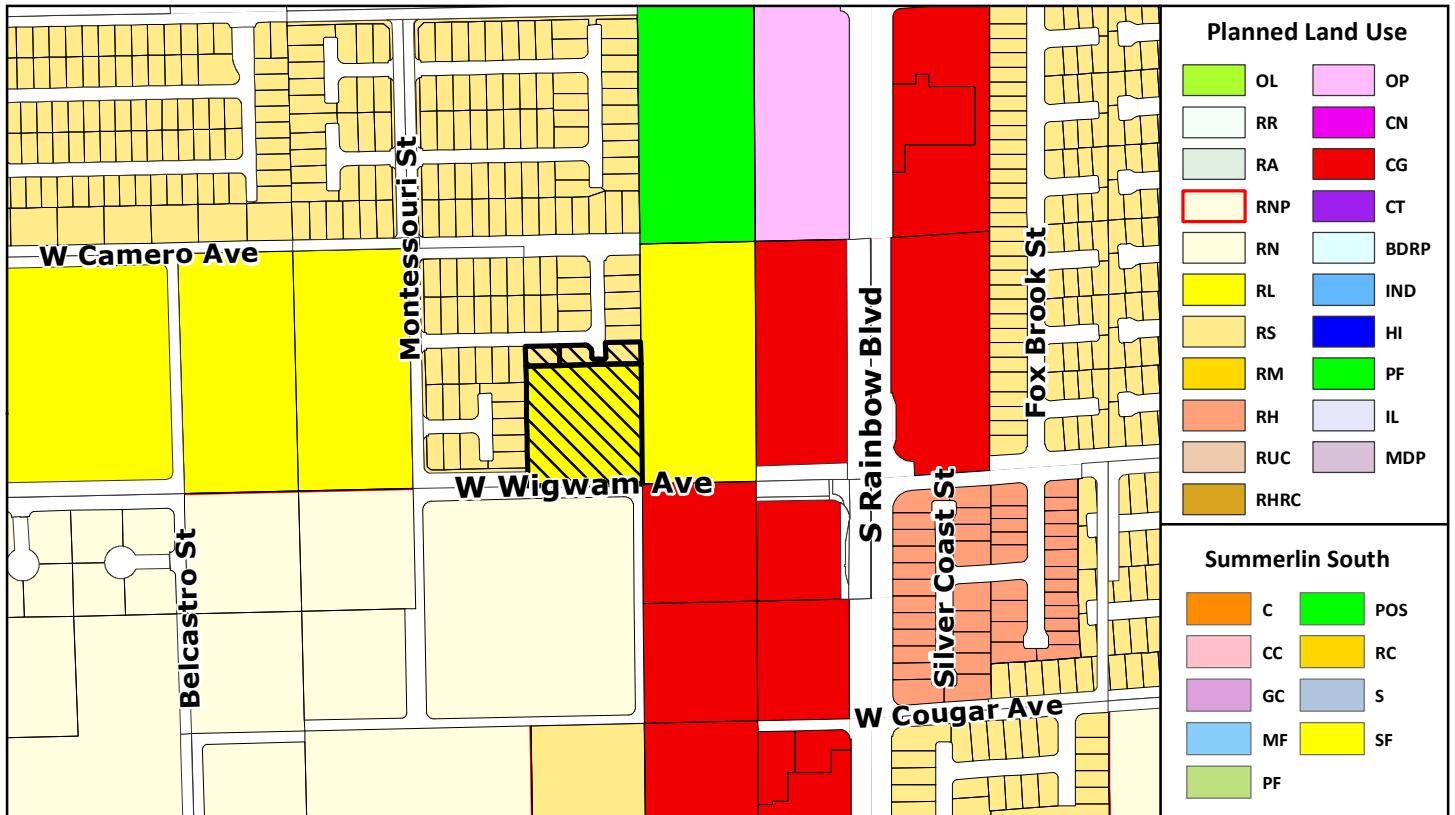 W Camero Ave
Montessouri St
S Rainbow Blvd
Fox Brook St
W Wigwam Ave
Belcastro St
Silver Coast St
W Cougar Ave
Planned Land Use
OL OP
RR CN
RA CG
RNP CT
RN BDRP
RL IND
RS HI
RM PF
RH IL
RUC MDP
RHRC
Summerlin South
C POS
CC RC
GC S
MF SF
PF